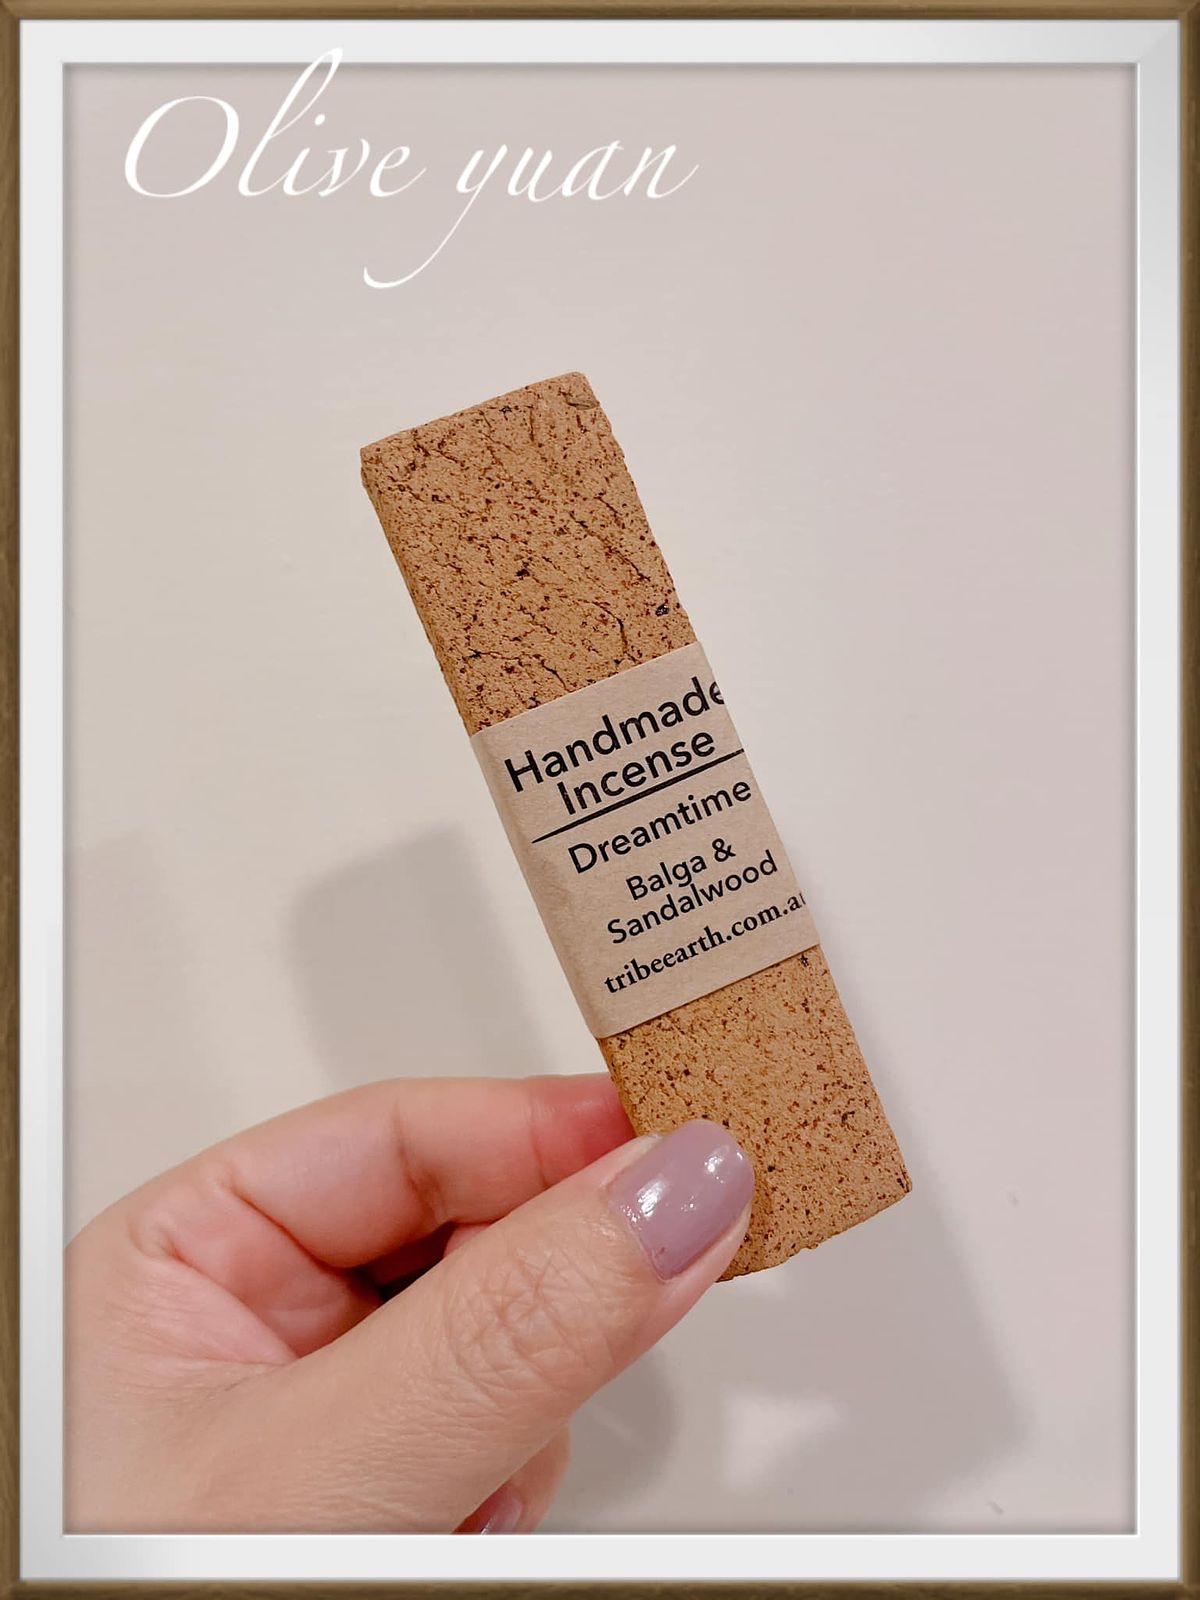 Olive yuan
Handmade
Incense
Dreamtime
Balga &
Sandalwood
tribeearth.com.au